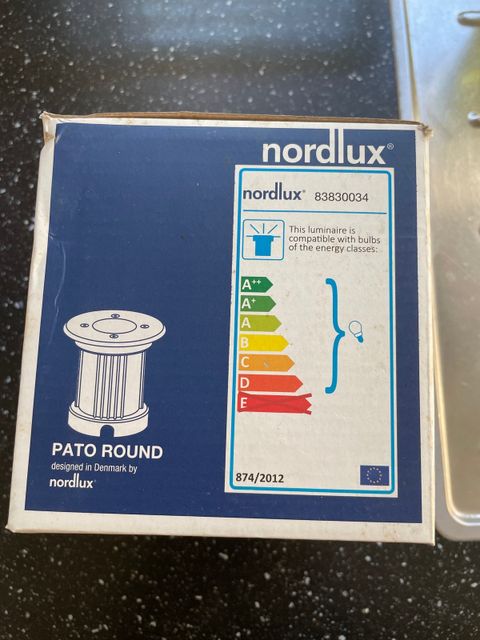 nordlux®
nordlux® 83830034
This luminaire is
compatible with bulbs
of the energy classes:
A++
A+
A
B
C
D
E
874/2012
PATO ROUND
designed in Denmark by
nordlux®